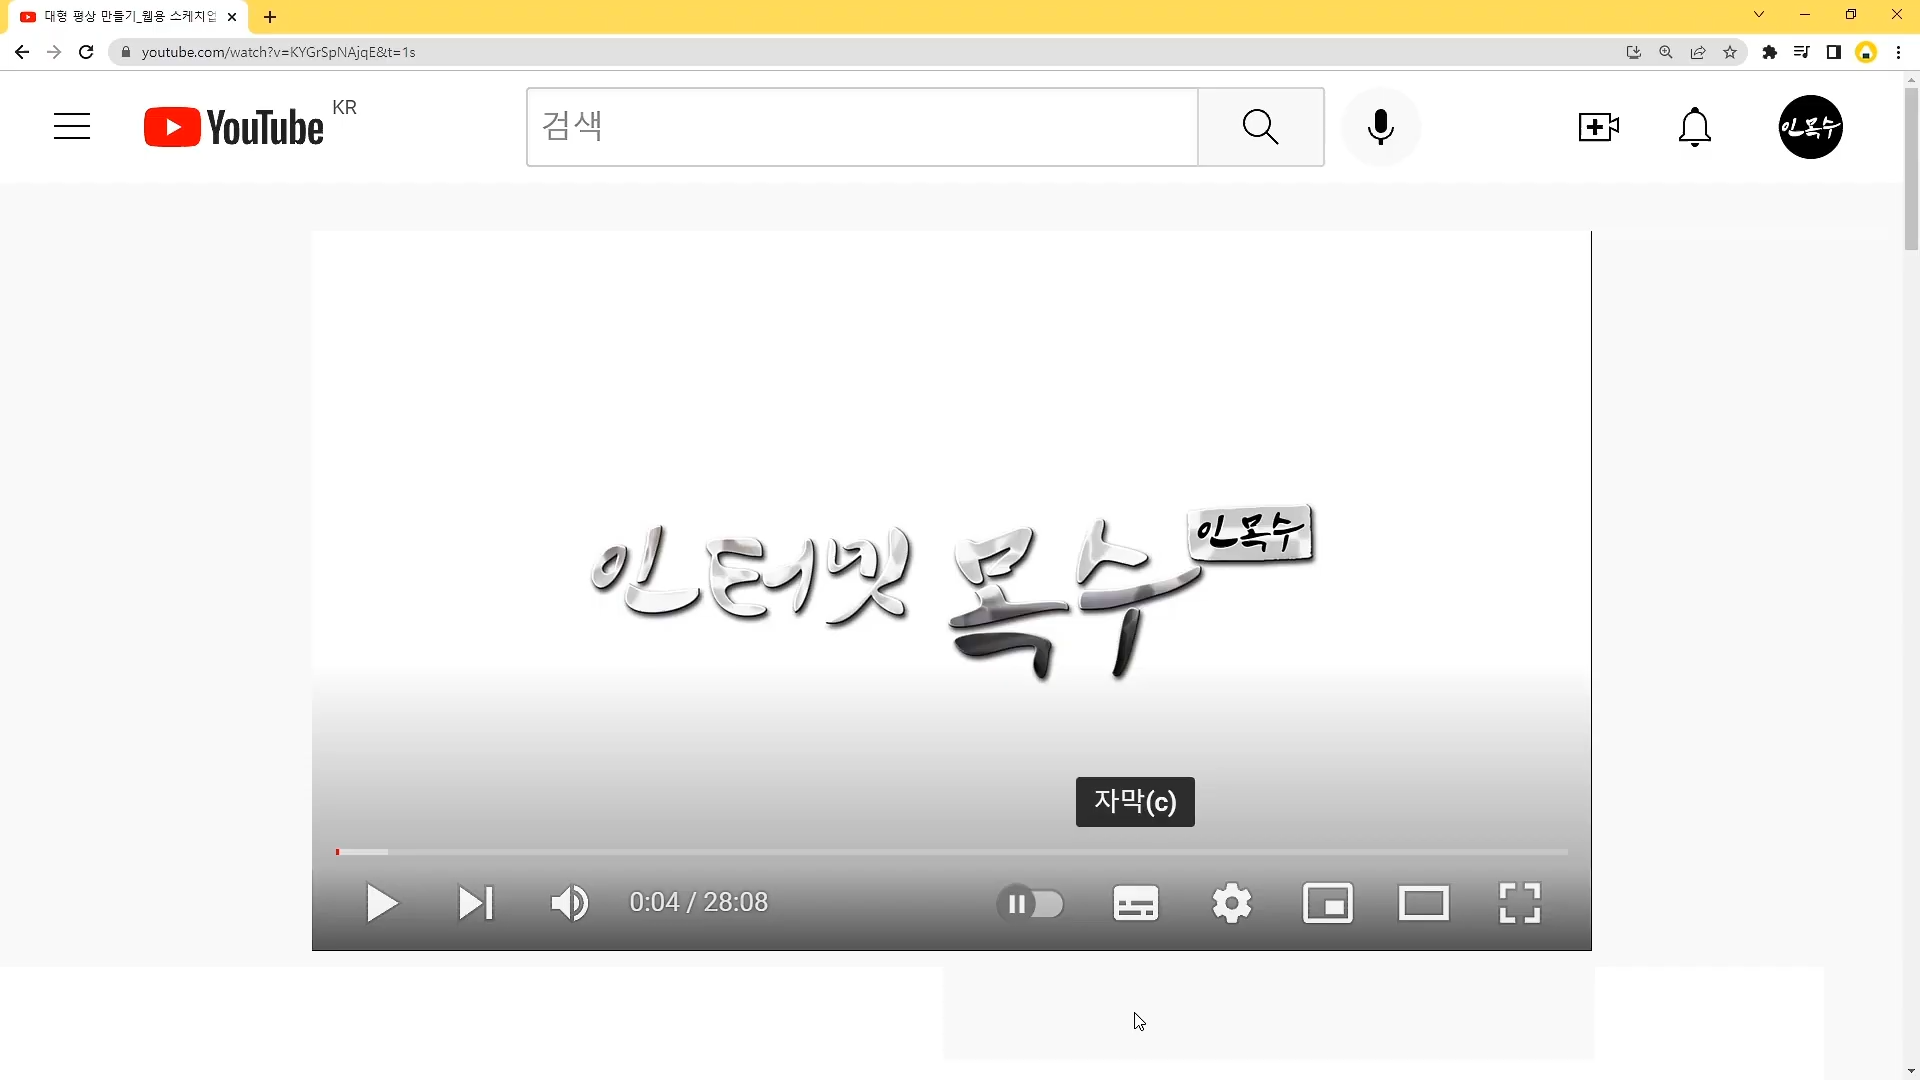 대형 평상 만들기_웹용 스케치업
youtube.com/watch?v=KYGrSpNAjqE&t=1s
YouTube KR
검색
인목수
인터넷 목수
인목수
자막(c)
0:04 / 28:08